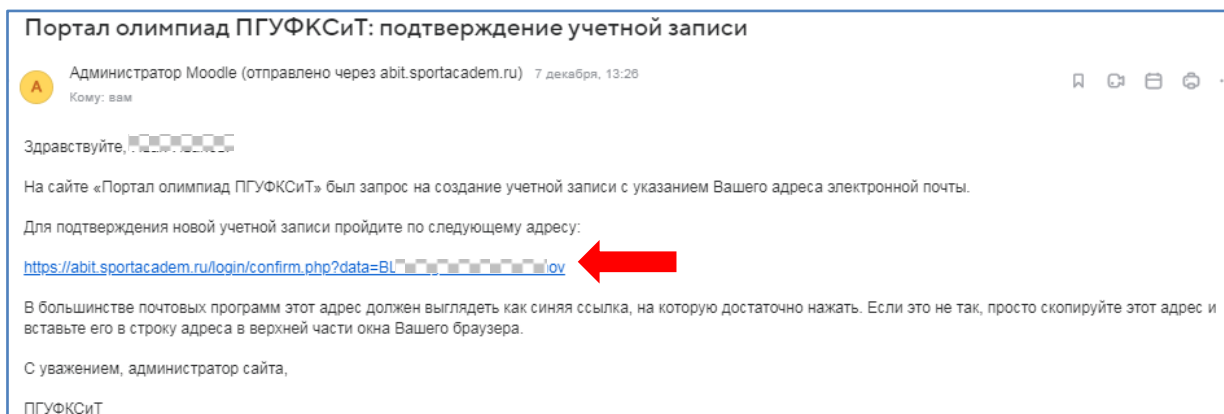 Портал олимпиад ПГУФКСиТ: подтверждение учетной записи
Администратор Moodle (отправлено через abit.sportacadem.ru) 7 декабря, 13:26
А
Кому: вам
Здравствуйте,
На сайте «Портал олимпиад ПГУФКСиТ» был запрос на создание учетной записи с указанием Вашего адреса электронной почты.
Для подтверждения новой учетной записи пройдите по следующему адресу:
https://abit.sportacadem.ru/login/confirm.php?data=BL ov
В большинстве почтовых программ этот адрес должен выглядеть как синяя ссылка, на которую достаточно нажать. Если это не так, просто скопируйте этот адрес и
вставьте его в строку адреса в верхней части окна Вашего браузера.
С уважением, администратор сайта,
ПГУФКСиТ